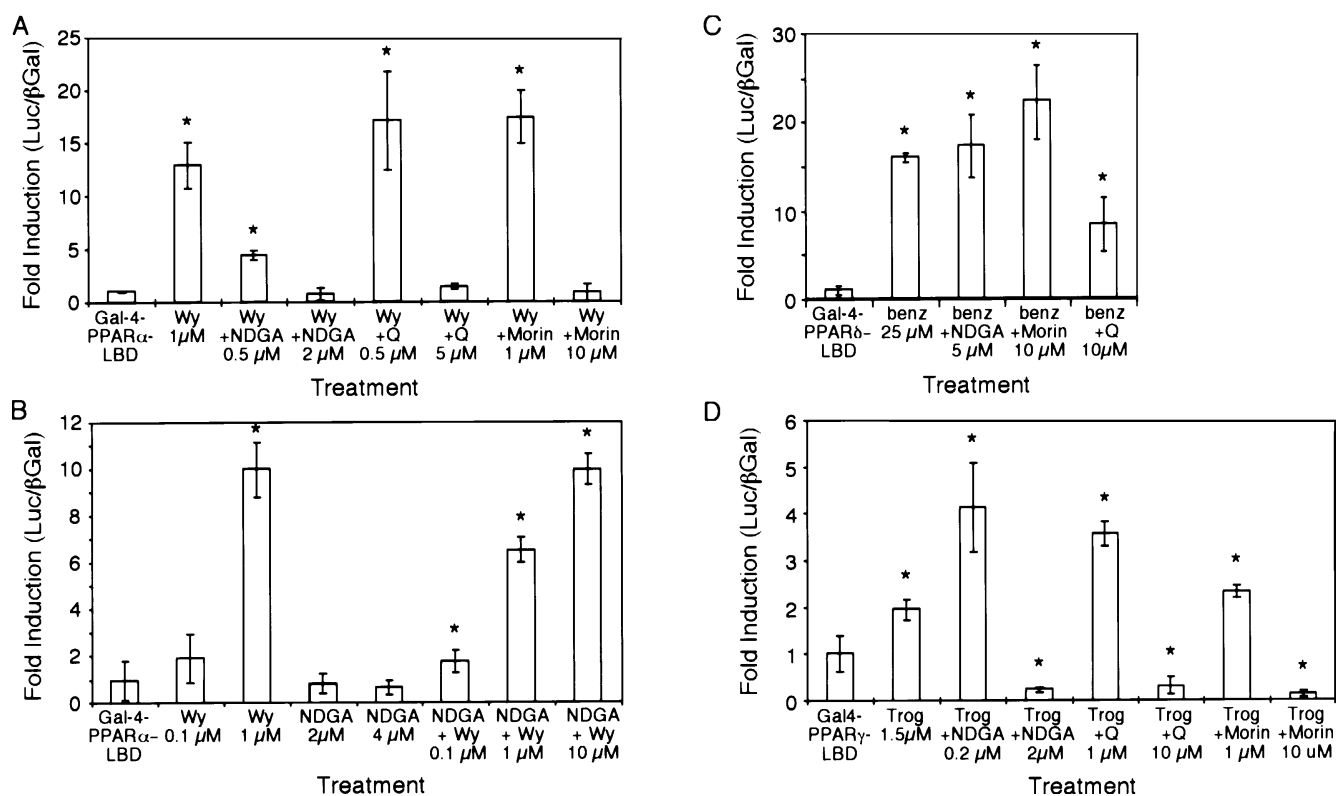 A
Fold Induction (Luc/βGal)
25
20
15
10
5
0
*
*
*
*
Gal-4-
PPARα-
LBD
Wy
1µM
Wy
+NDGA
0.5 µM
Wy
+NDGA
2 µM
Wy
+Q
0.5 µM
Wy
+Q
5 µM
Wy
+Morin
1 µM
Wy
+Morin
10 µM
Treatment
B
Fold Induction (Luc/βGal)
12
10
8
6
4
2
0
*
*
*
*
Gal-4-
PPARα-
LBD
Wy
0.1 µM
Wy
1 µM
NDGA
2µM
NDGA
4 µM
NDGA
+ Wy
0.1 µM
NDGA
+ Wy
1 µM
NDGA
+ Wy
10 µM
Treatment
C
Fold Induction (Luc/βGal)
30
20
10
0
*
*
*
*
Gal-4-
PPARδ-
LBD
benz
25 µM
benz
+NDGA
5 µM
benz
+Morin
10 µM
benz
+Q
10µM
Treatment
D
Fold Induction (Luc/βGal)
6
5
4
3
2
1
0
*
*
*
*
*
*
*
Gal4-
PPARγ-
LBD
Trog
1.5µM
Trog
+NDGA
0.2 µM
Trog
+NDGA
2µM
Trog
+Q
1 µM
Trog
+Q
10 µM
Trog
+Morin
1 µM
Trog
+Morin
10 uM
Treatment